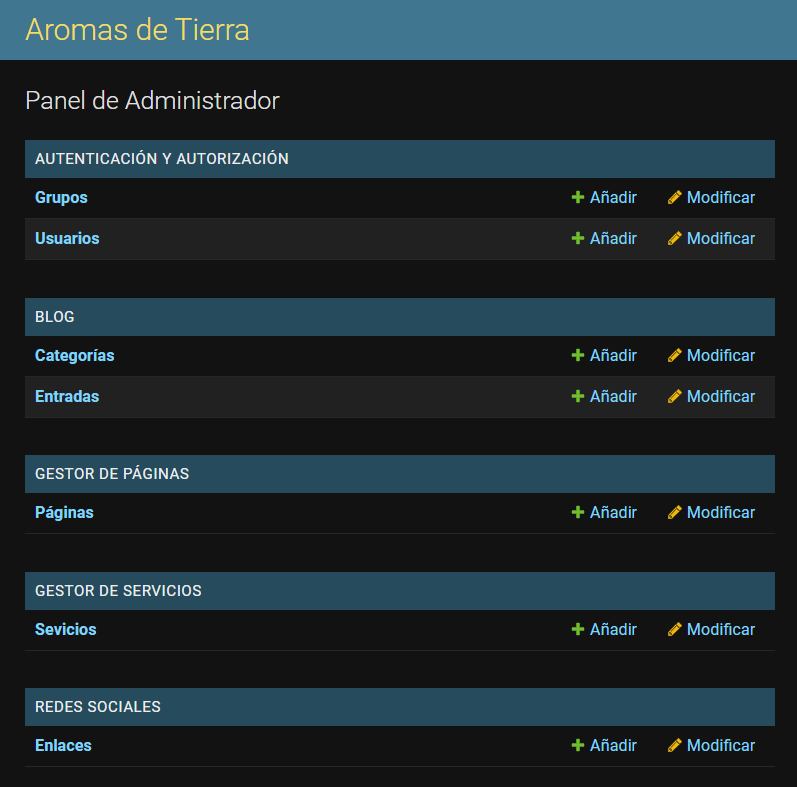 Aromas de Tierra
Panel de Administrador
AUTENTICACIÓN Y AUTORIZACIÓN
Grupos Añadir Modificar
Usuarios Añadir Modificar
BLOG
Categorías Añadir Modificar
Entradas Añadir Modificar
GESTOR DE PÁGINAS
Páginas Añadir Modificar
GESTOR DE SERVICIOS
Sevicios Añadir Modificar
REDES SOCIALES
Enlaces Añadir Modificar